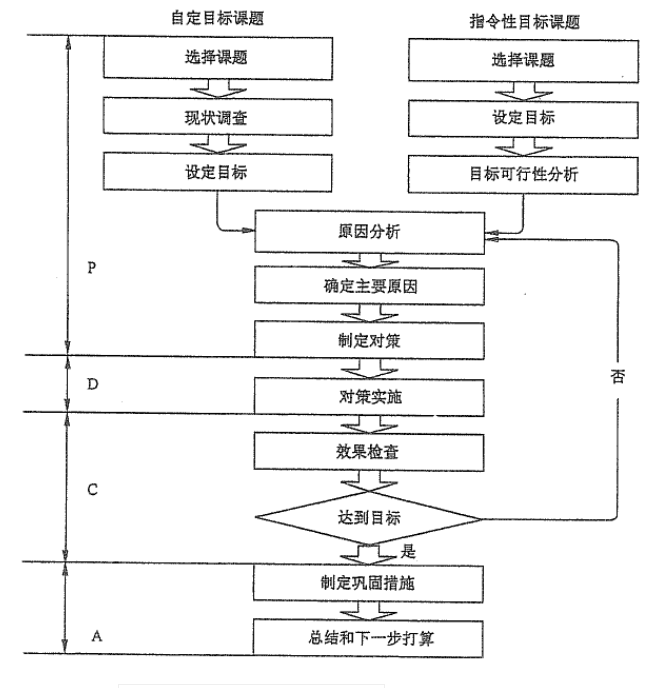 自定目标课题
指令性目标课题
选择课题
选择课题
现状调查
设定目标
设定目标
目标可行性分析
原因分析
P
确定主要原因
制定对策
否
D
对策实施
效果检查
C
达到目标
是
制定巩固措施
A
总结和下一步打算